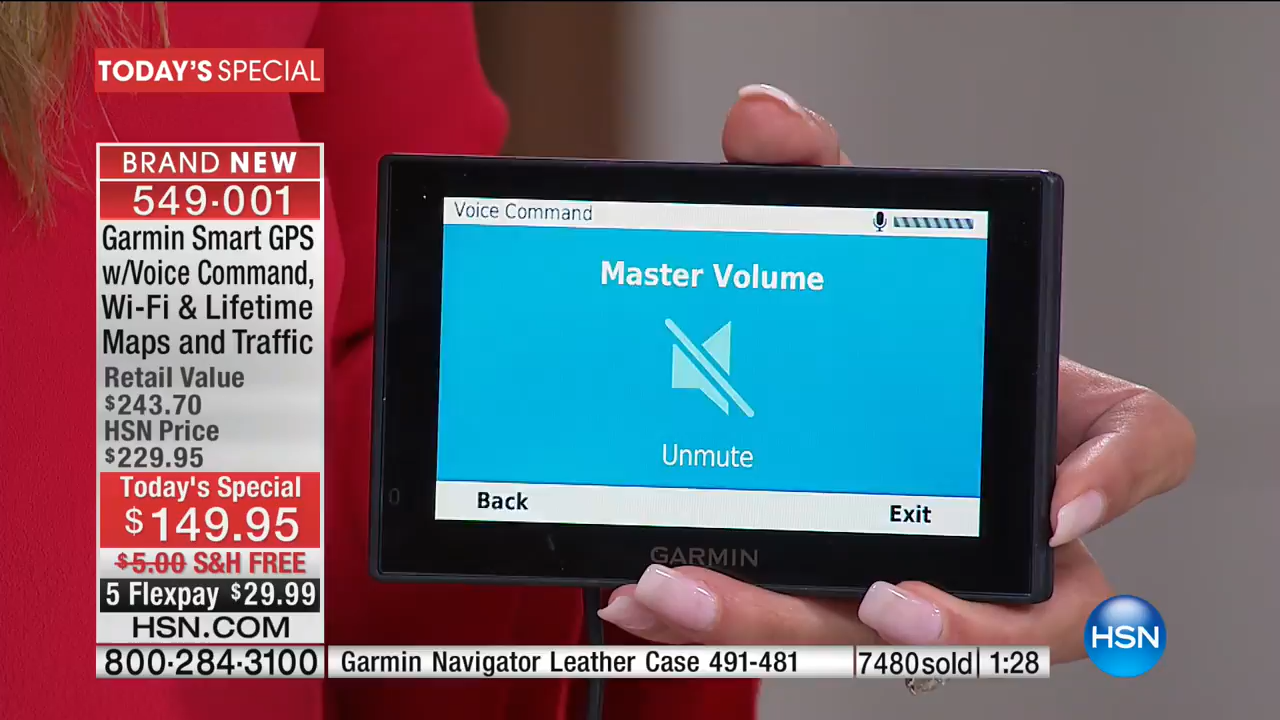 TODAY'S SPECIAL
BRAND NEW
549·001
Garmin Smart GPS
w/Voice Command,
Wi-Fi & Lifetime
Maps and Traffic
Retail Value
$243.70
HSN Price
$229.95
Today's Special
$149.95
$5.00 S&H FREE
5 Flexpay $29.99
HSN.COM
800·284·3100
Garmin Navigator Leather Case 491-481
7480sold
1:28
Voice Command
Master Volume
Unmute
Back
Exit
GARMIN
HSN